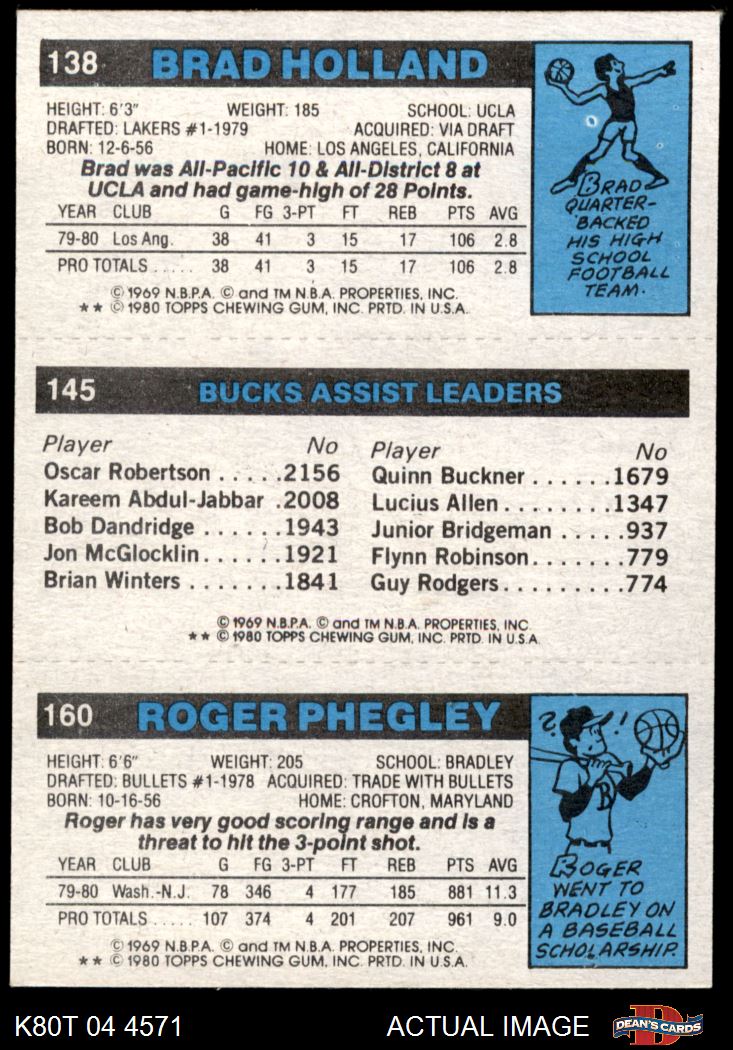 138 BRAD HOLLAND
HEIGHT: 6'3" WEIGHT: 185 SCHOOL: UCLA
DRAFTED: LAKERS #1-1979 ACQUIRED: VIA DRAFT
BORN: 12-6-56 HOME: LOS ANGELES, CALIFORNIA
Brad was All-Pacific 10 & All-District 8 at
UCLA and had game-high of 28 Points.
YEAR CLUB G FG 3-PT FT REB PTS AVG
79-80 Los Ang. 38 41 3 15 17 106 2.8
PRO TOTALS ..... 38 41 3 15 17 106 2.8
© 1969 N.B.P.A. © and TM N.B.A. PROPERTIES, INC.
** © 1980 TOPPS CHEWING GUM, INC. PRTD. IN U.S.A.
BRAD
QUARTER-
BACKED
HIS HIGH
SCHOOL
FOOTBALL
TEAM.
145 BUCKS ASSIST LEADERS
Player No Player No
Oscar Robertson .....2156 Quinn Buckner ......1679
Kareem Abdul-Jabbar .2008 Lucius Allen .........1347
Bob Dandridge ......1943 Junior Bridgeman .....937
Jon McGlocklin......1921 Flynn Robinson.......779
Brian Winters .......1841 Guy Rodgers.........774
© 1969 N.B.P.A. © and TM N.B.A. PROPERTIES, INC.
** © 1980 TOPPS CHEWING GUM, INC. PRTD. IN U.S.A.
160 ROGER PHEGLEY
HEIGHT: 6'6" WEIGHT: 205 SCHOOL: BRADLEY
DRAFTED: BULLETS #1-1978 ACQUIRED: TRADE WITH BULLETS
BORN: 10-16-56 HOME: CROFTON, MARYLAND
Roger has very good scoring range and is a
threat to hit the 3-point shot.
YEAR CLUB G FG 3-PT FT REB PTS AVG
79-80 Wash.-N.J. 78 346 4 177 185 881 11.3
PRO TOTALS ..... 107 374 4 201 207 961 9.0
© 1969 N.B.P.A. © and TM N.B.A. PROPERTIES, INC.
** © 1980 TOPPS CHEWING GUM, INC. PRTD. IN U.S.A.
? ! B
ROGER
WENT TO
BRADLEY ON
A BASEBALL
SCHOLARSHIP.
K80T 04 4571 ACTUAL IMAGE D DEAN'S CARDS